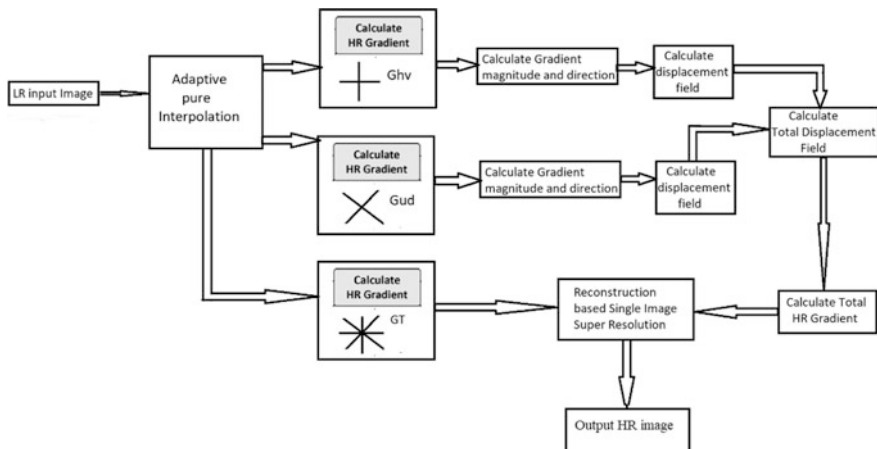 LR input Image
Adaptive
pure
Interpolation
Calculate
HR Gradient
Ghv
Calculate Gradient
magnitude and direction
Calculate
displacement
field
Calculate
Total Displacement
Field
Calculate
HR Gradient
Gud
Calculate Gradient
magnitude and direction
Calculate
displacement
field
Calculate
HR Gradient
GT
Reconstruction
based Single Image
Super Resolution
Calculate Total
HR Gradient
Output HR image